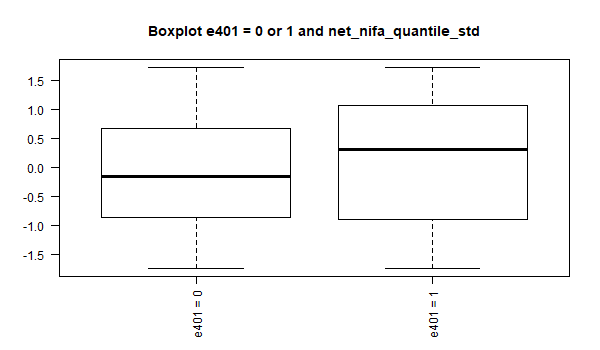 Boxplot e401 = 0 or 1 and net_nifa_quantile_std
1.5
1.0
0.5
0.0
-0.5
-1.0
-1.5
e401 = 0
e401 = 1